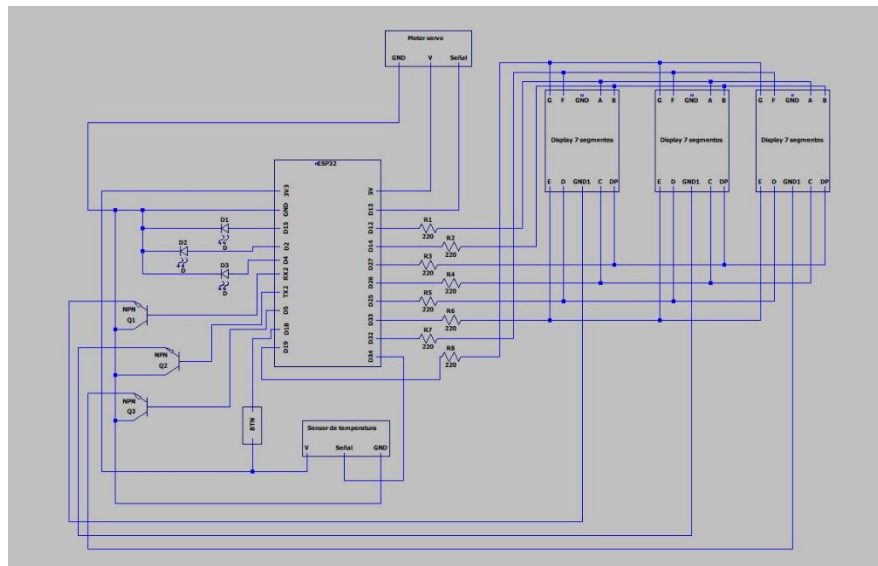 Motor servo
GND V Señal
G F GND A B
G F GND A B
G F GND A B
Display 7 segmentos
Display 7 segmentos
Display 7 segmentos
E D GND1 C DP
E D GND1 C DP
E D GND1 C DP
ESP32
3V3
GND
D15
D2
D4
RX2
TX2
D5
D18
D19
5V
D13
D12
D14
D27
D26
D25
D33
D32
D34
D1
D
D2
D
D3
D
R1
220
R2
220
R3
220
R4
220
R5
220
R6
220
R7
220
R8
220
NPN
Q1
NPN
Q2
NPN
Q3
BTN
Sensor de temperatura
V Señal GND